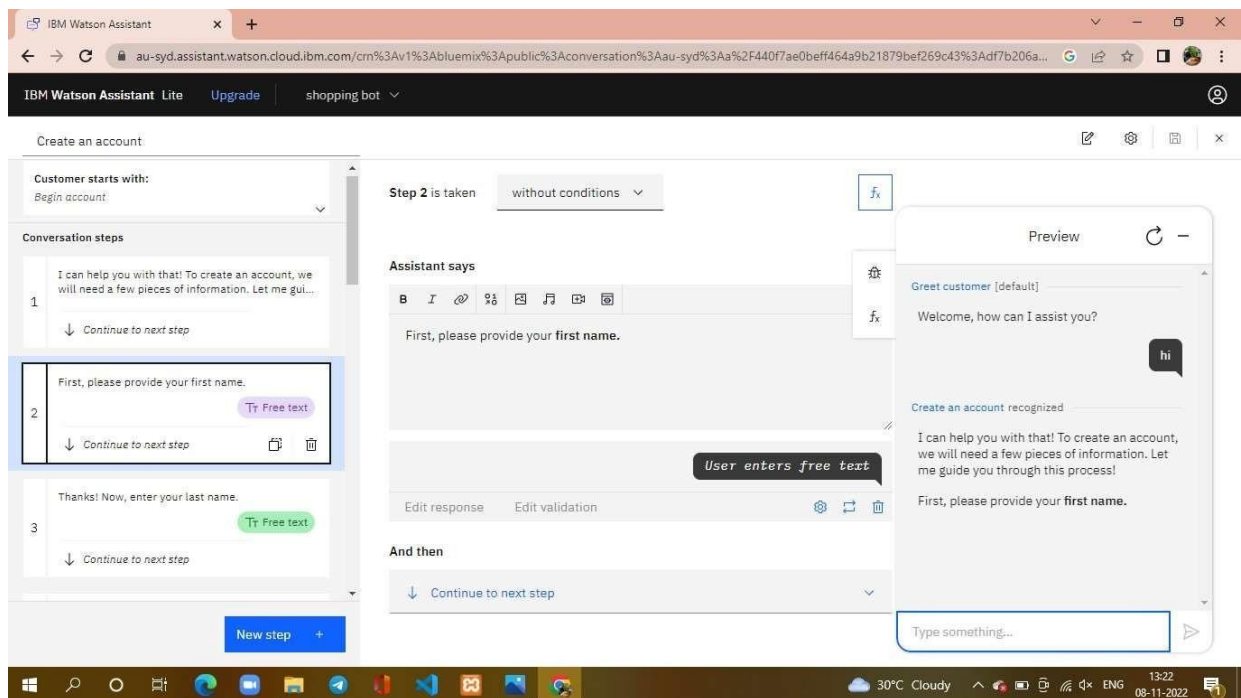 IBM Watson Assistant
au-syd.assistant.watson.cloud.ibm.com/crn%3Av1%3Abluemix%3Apublic%3Aconversation%3Aau-syd%3Aa%2F440f7ae0beff464a9b21879bef269c43%3Adf7b206a...
IBM Watson Assistant Lite Upgrade shopping bot
Create an account
Customer starts with:
Begin account
Conversation steps
1
I can help you with that! To create an account, we
will need a few pieces of information. Let me gui...
Continue to next step
2
First, please provide your first name.
Free text
Continue to next step
3
Thanks! Now, enter your last name.
Free text
Continue to next step
New step +
Step 2 is taken without conditions
fx
Assistant says
B I
fx
First, please provide your first name.
User enters free text
Edit response Edit validation
And then
Continue to next step
Preview
Greet customer [default]
Welcome, how can I assist you?
hi
Create an account recognized
I can help you with that! To create an account,
we will need a few pieces of information. Let
me guide you through this process!
First, please provide your first name.
Type something...
30°C Cloudy ENG 13:22
08-11-2022